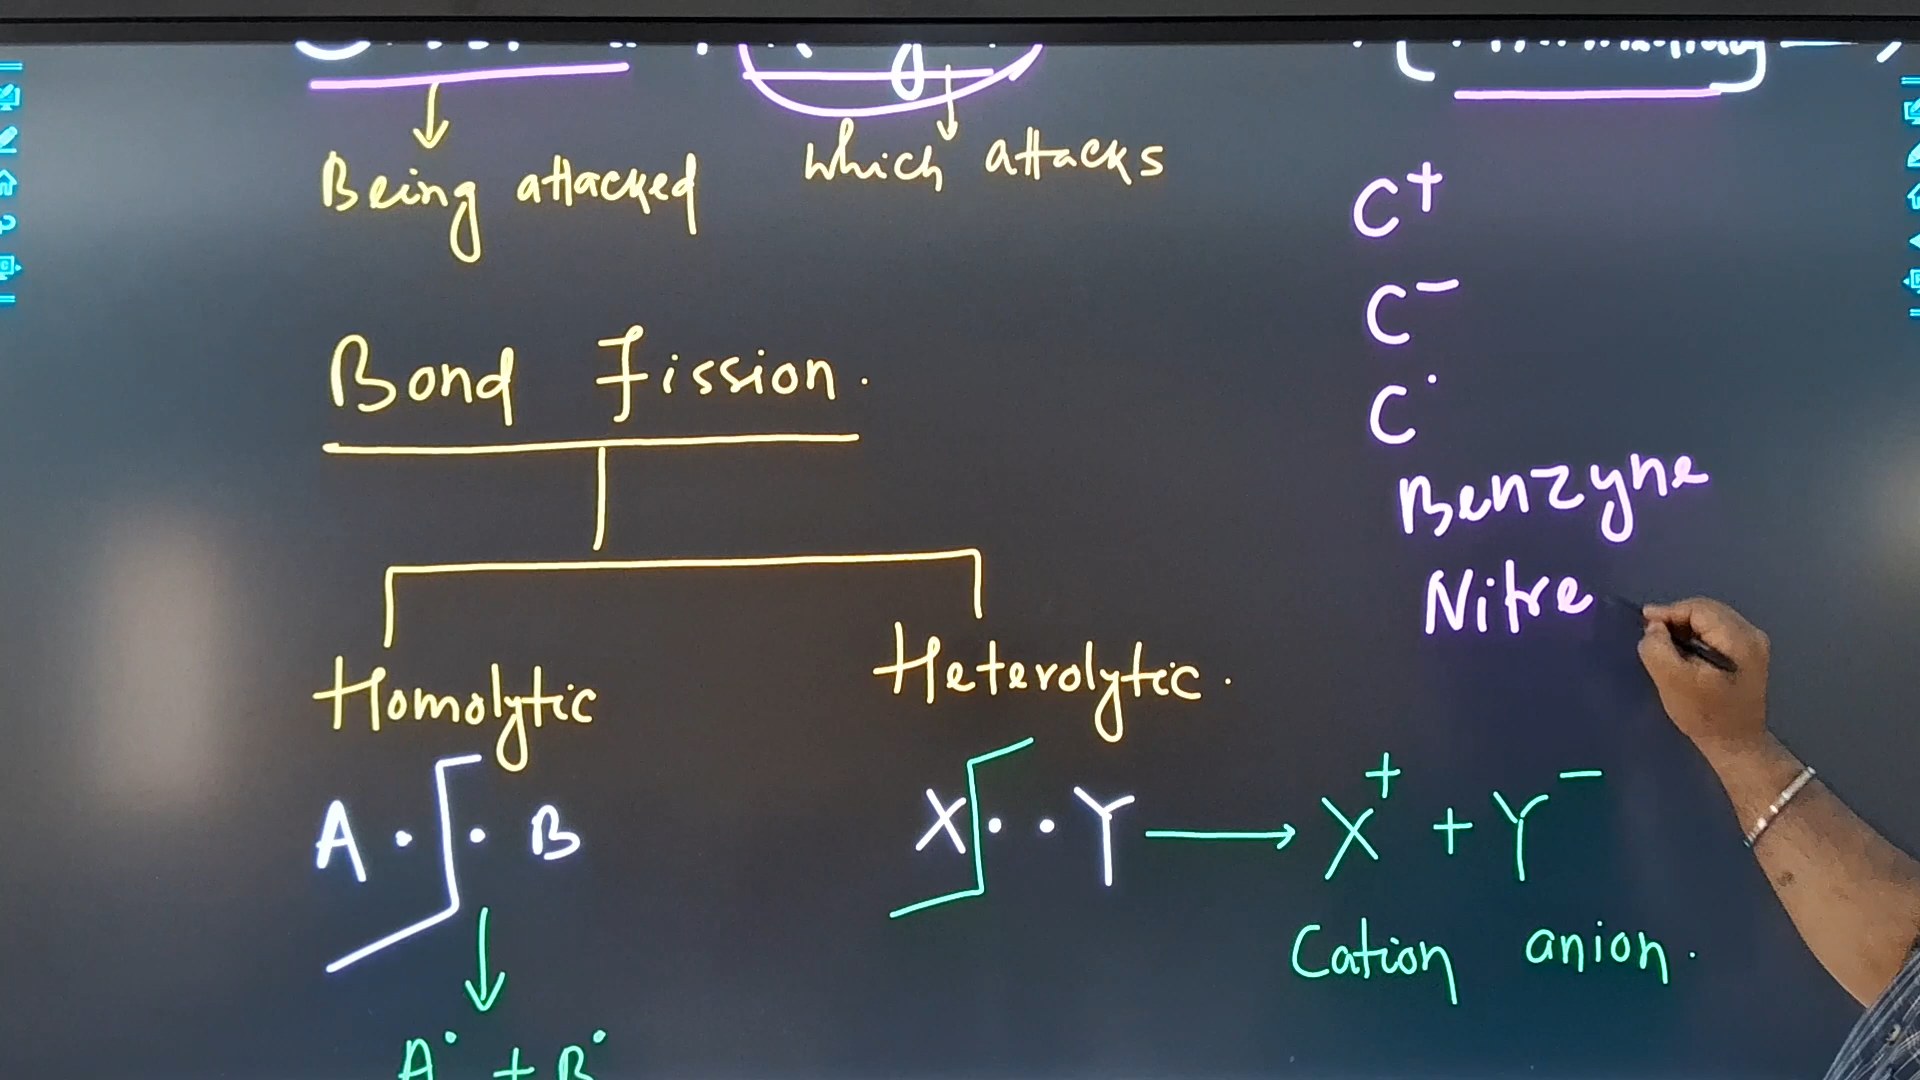 Being attacked
which attacks
C+
C−
C·
Benzyne
Nitre
Bond fission.
Homolytic
Heterolytic.
A · · B
X · · Y → X+ + Y−
Cation anion.
A· + B·